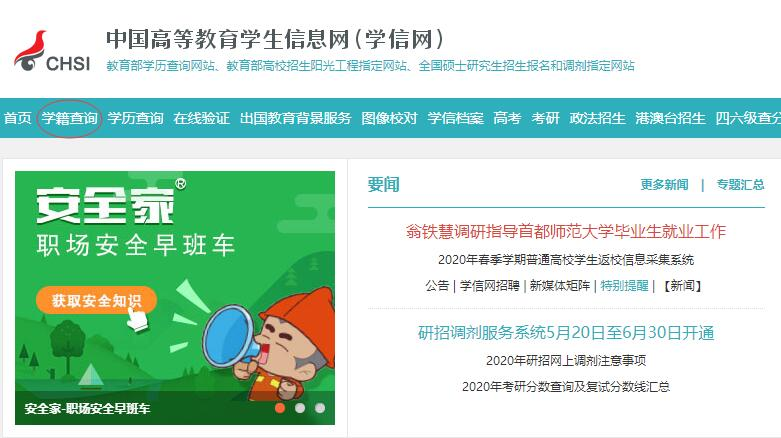 中国高等教育学生信息网（学信网）
CHSI
教育部学历查询网站、教育部高校招生阳光工程指定网站、全国硕士研究生招生报名和调剂指定网站
首页 学籍查询 学历查询 在线验证 出国教育背景服务 图像校对 学信档案 高考 考研 政法招生 港澳台招生 四六级查分
安全家®
职场安全早班车
获取安全知识
安全家-职场安全早班车
要闻 更多新闻 | 专题汇总
翁铁慧调研指导首都师范大学毕业生就业工作
2020年春季学期普通高校学生返校信息采集系统
公告 | 学信网招聘 | 新媒体矩阵 | 特别提醒 | 【新闻】
研招调剂服务系统5月20日至6月30日开通
2020年研招网上调剂注意事项
2020年考研分数查询及复试分数线汇总